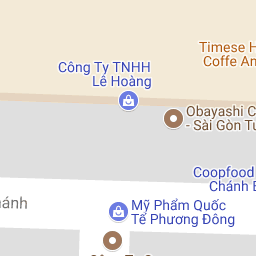 Timese H
Coffe An
Công Ty TNHH
Lê Hoàng
Obayashi C
- Sài Gòn Tu
Coopfood
Chánh
ánh
Mỹ Phẩm Quốc
Tế Phương Đông